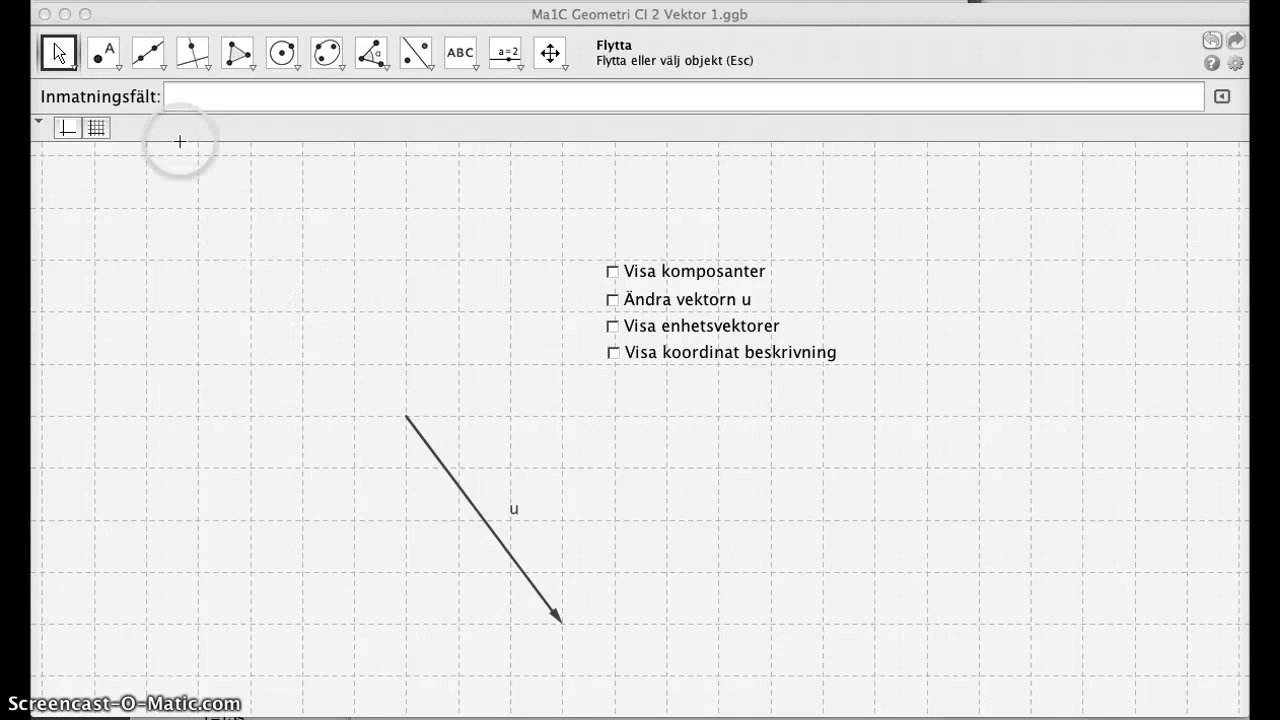 Ma1C Geometri CI 2 Vektor 1.ggb
A
α
ABC
a=2
Flytta
Flytta eller välj objekt (Esc)
Inmatningsfält:
Visa komposanter
Ändra vektorn u
Visa enhetsvektorer
Visa koordinat beskrivning
u
Screencast-O-Matic.com